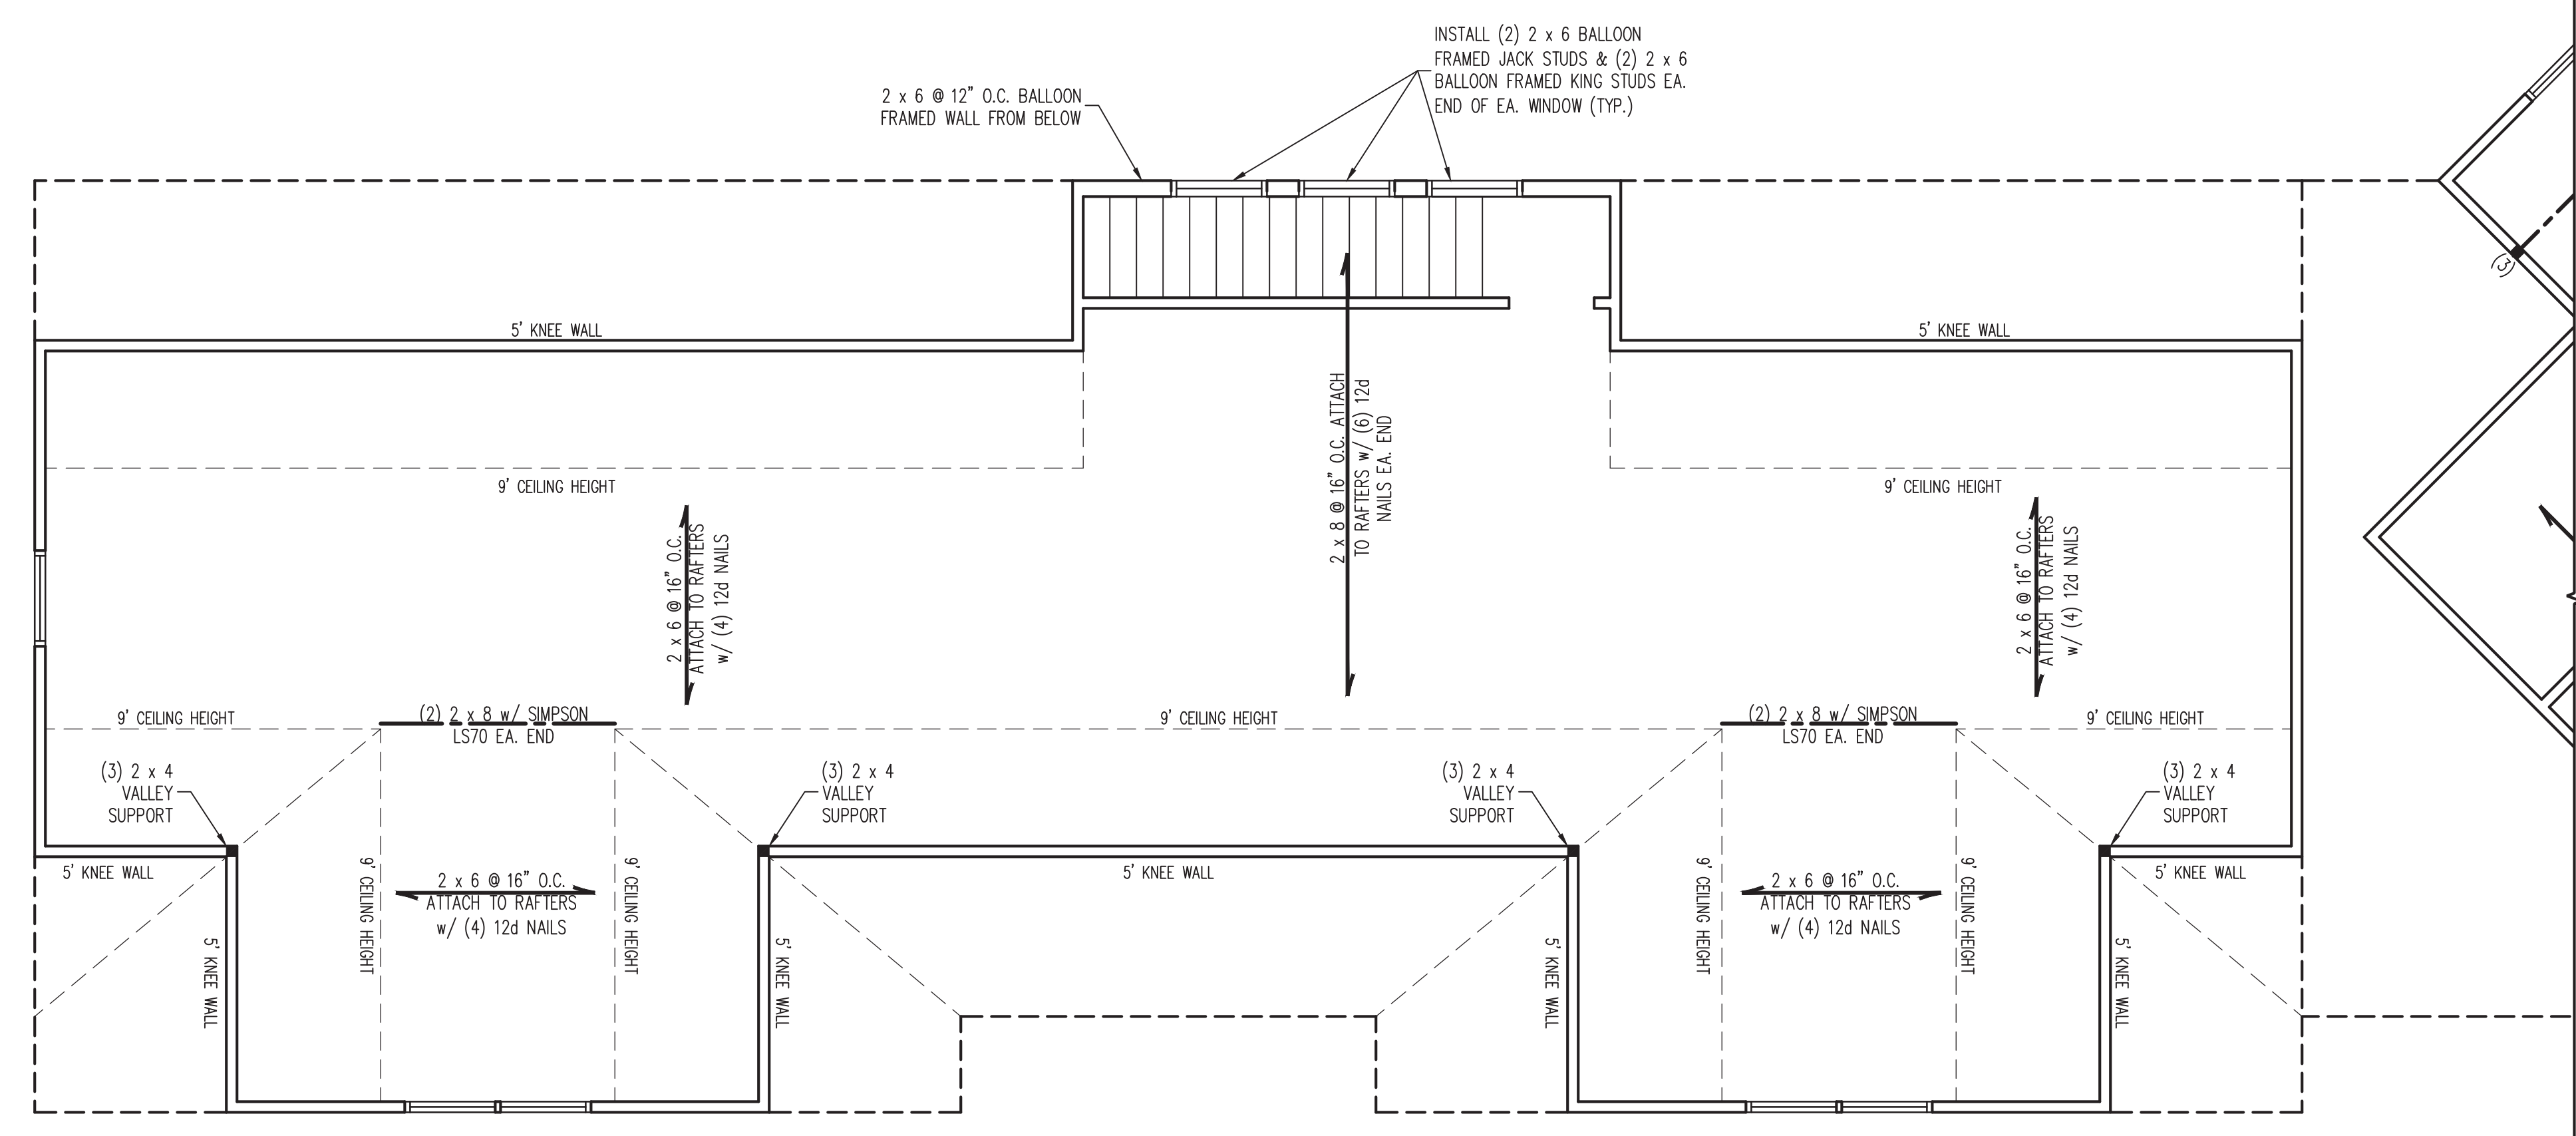 INSTALL (2) 2 x 6 BALLOON
FRAMED JACK STUDS & (2) 2 x 6
BALLOON FRAMED KING STUDS EA.
END OF EA. WINDOW (TYP.)
2 x 6 @ 12" O.C. BALLOON
FRAMED WALL FROM BELOW
(3)
5' KNEE WALL
5' KNEE WALL
9' CEILING HEIGHT
9' CEILING HEIGHT
2 x 6 @ 16" O.C.
ATTACH TO RAFTERS
w/ (4) 12d NAILS
2 x 8 @ 16" O.C. ATTACH
TO RAFTERS w/ (6) 12d
NAILS EA. END
2 x 6 @ 16" O.C.
ATTACH TO RAFTERS
w/ (4) 12d NAILS
9' CEILING HEIGHT
(2) 2 x 8 w/ SIMPSON
LS70 EA. END
9' CEILING HEIGHT
(2) 2 x 8 w/ SIMPSON
LS70 EA. END
9' CEILING HEIGHT
(3) 2 x 4
VALLEY
SUPPORT
(3) 2 x 4
VALLEY
SUPPORT
(3) 2 x 4
VALLEY
SUPPORT
(3) 2 x 4
VALLEY
SUPPORT
5' KNEE WALL
5' KNEE WALL
5' KNEE WALL
9' CEILING HEIGHT
2 x 6 @ 16" O.C.
ATTACH TO RAFTERS
w/ (4) 12d NAILS
9' CEILING HEIGHT
9' CEILING HEIGHT
2 x 6 @ 16" O.C.
ATTACH TO RAFTERS
w/ (4) 12d NAILS
9' CEILING HEIGHT
5' KNEE WALL
5' KNEE WALL
5' KNEE WALL
5' KNEE WALL